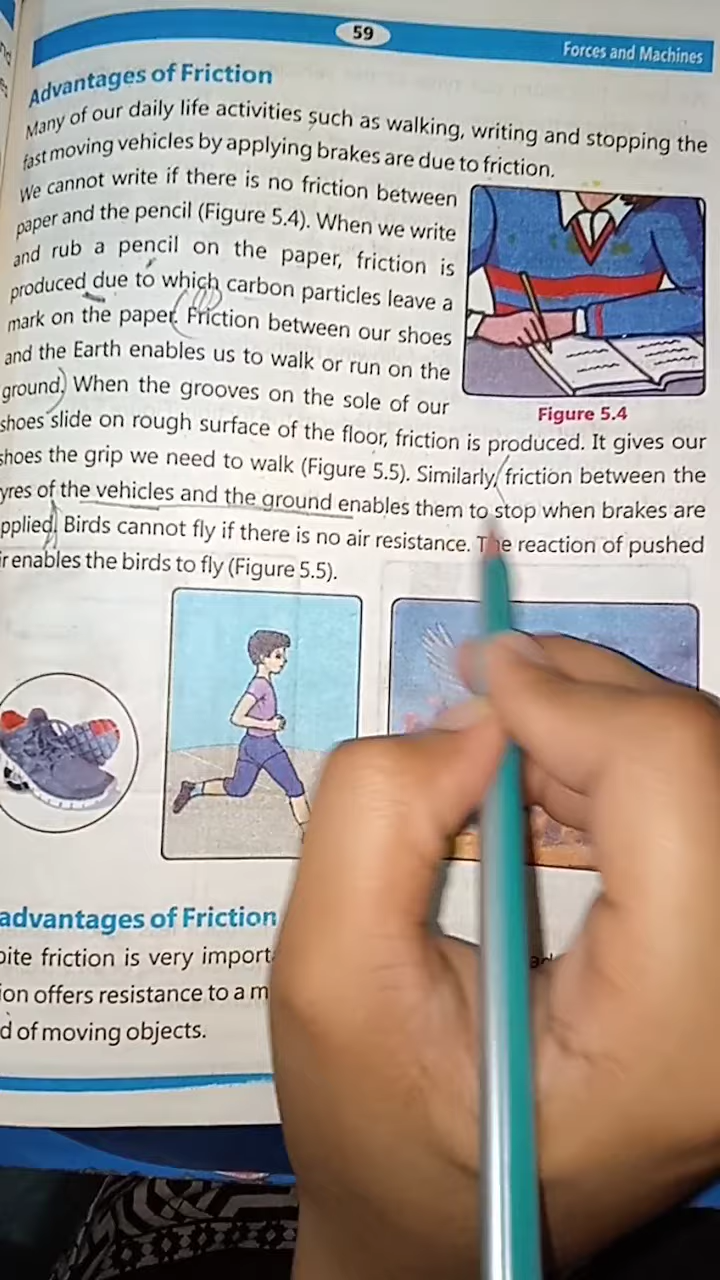 59
Forces and Machines
Advantages of Friction
Many of our daily life activities such as walking, writing and stopping the
fast moving vehicles by applying brakes are due to friction.
We cannot write if there is no friction between
paper and the pencil (Figure 5.4). When we write
and rub a pencil on the paper, friction is
produced due to which carbon particles leave a
mark on the paper. Friction between our shoes
and the Earth enables us to walk or run on the
ground. When the grooves on the sole of our
Figure 5.4
shoes slide on rough surface of the floor, friction is produced. It gives our
shoes the grip we need to walk (Figure 5.5). Similarly, friction between the
yres of the vehicles and the ground enables them to stop when brakes are
pplied. Birds cannot fly if there is no air resistance. The reaction of pushed
ir enables the birds to fly (Figure 5.5).
advantages of Friction
pite friction is very import
ion offers resistance to a m
d of moving objects.